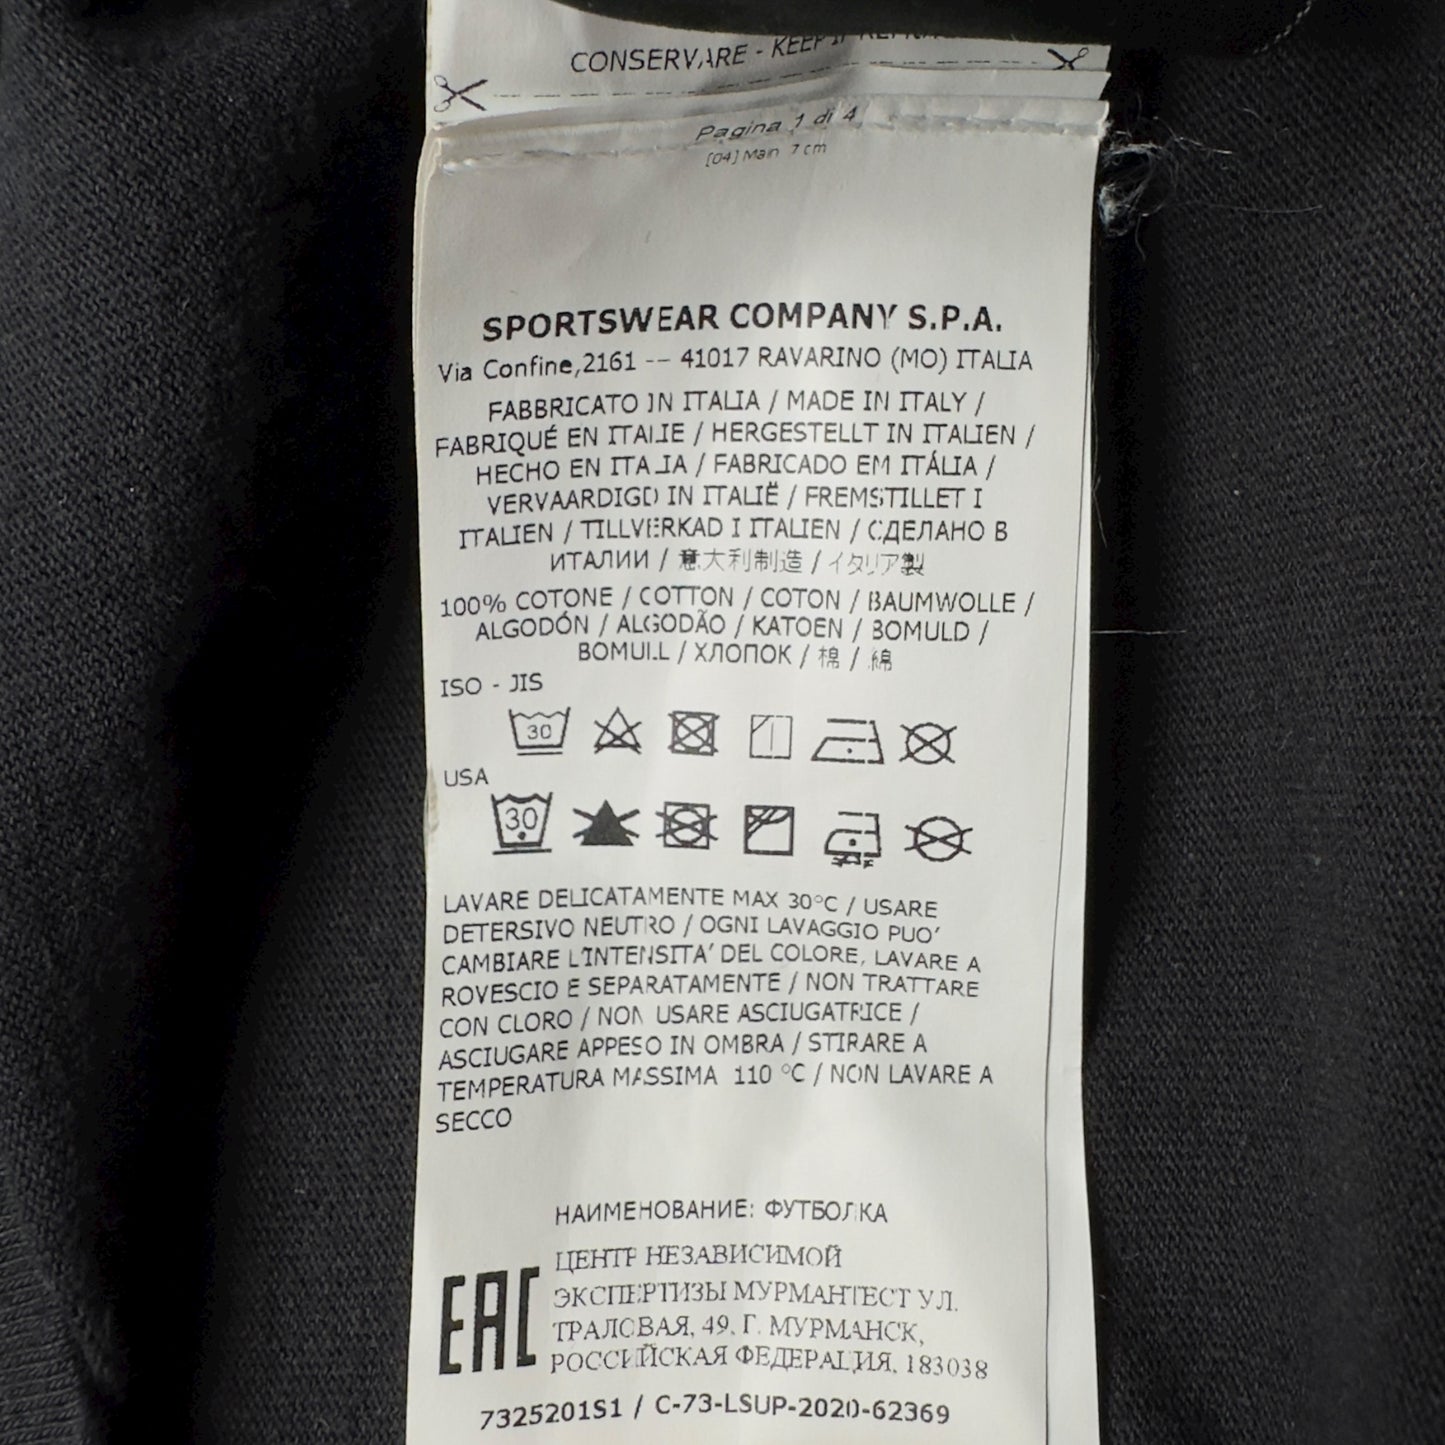 CONSERVARE - KEEP IT
Pagina 1 di 4
[04] Main 7 cm
SPORTSWEAR COMPANY S.P.A.
Via Confine,2161 -- 41017 RAVARINO (MO) ITALIA
FABBRICATO IN ITALIA / MADE IN ITALY /
FABRIQUÉ EN ITALIE / HERGESTELLT IN ITALIEN /
HECHO EN ITALIA / FABRICADO EM ITÁLIA /
VERVAARDIGD IN ITALIË / FREMSTILLET I
ITALIEN / TILLVERKAD I ITALIEN / СДЕЛАНО В
ИТАЛИИ / 意大利制造 / イタリア製
100% COTONE / COTTON / COTON / BAUMWOLLE /
ALGODÓN / ALGODÃO / KATOEN / BOMULD /
BOMULL / ХЛОПОК / 棉 / 綿
ISO - JIS
30
USA
30
LAVARE DELICATAMENTE MAX 30°C / USARE
DETERSIVO NEUTRO / OGNI LAVAGGIO PUO'
CAMBIARE L'INTENSITA' DEL COLORE, LAVARE A
ROVESCIO E SEPARATAMENTE / NON TRATTARE
CON CLORO / NON USARE ASCIUGATRICE /
ASCIUGARE APPESO IN OMBRA / STIRARE A
TEMPERATURA MASSIMA 110 °C / NON LAVARE A
SECCO
НАИМЕНОВАНИЕ: ФУТБОЛКА
EAC
ЦЕНТР НЕЗАВИСИМОЙ
ЭКСПЕРТИЗЫ МУРМАНТЕСТ УЛ.
ТРАЛОВАЯ, 49, Г. МУРМАНСК,
РОССИЙСКАЯ ФЕДЕРАЦИЯ, 183038
7325201S1 / C-73-LSUP-2020-62369